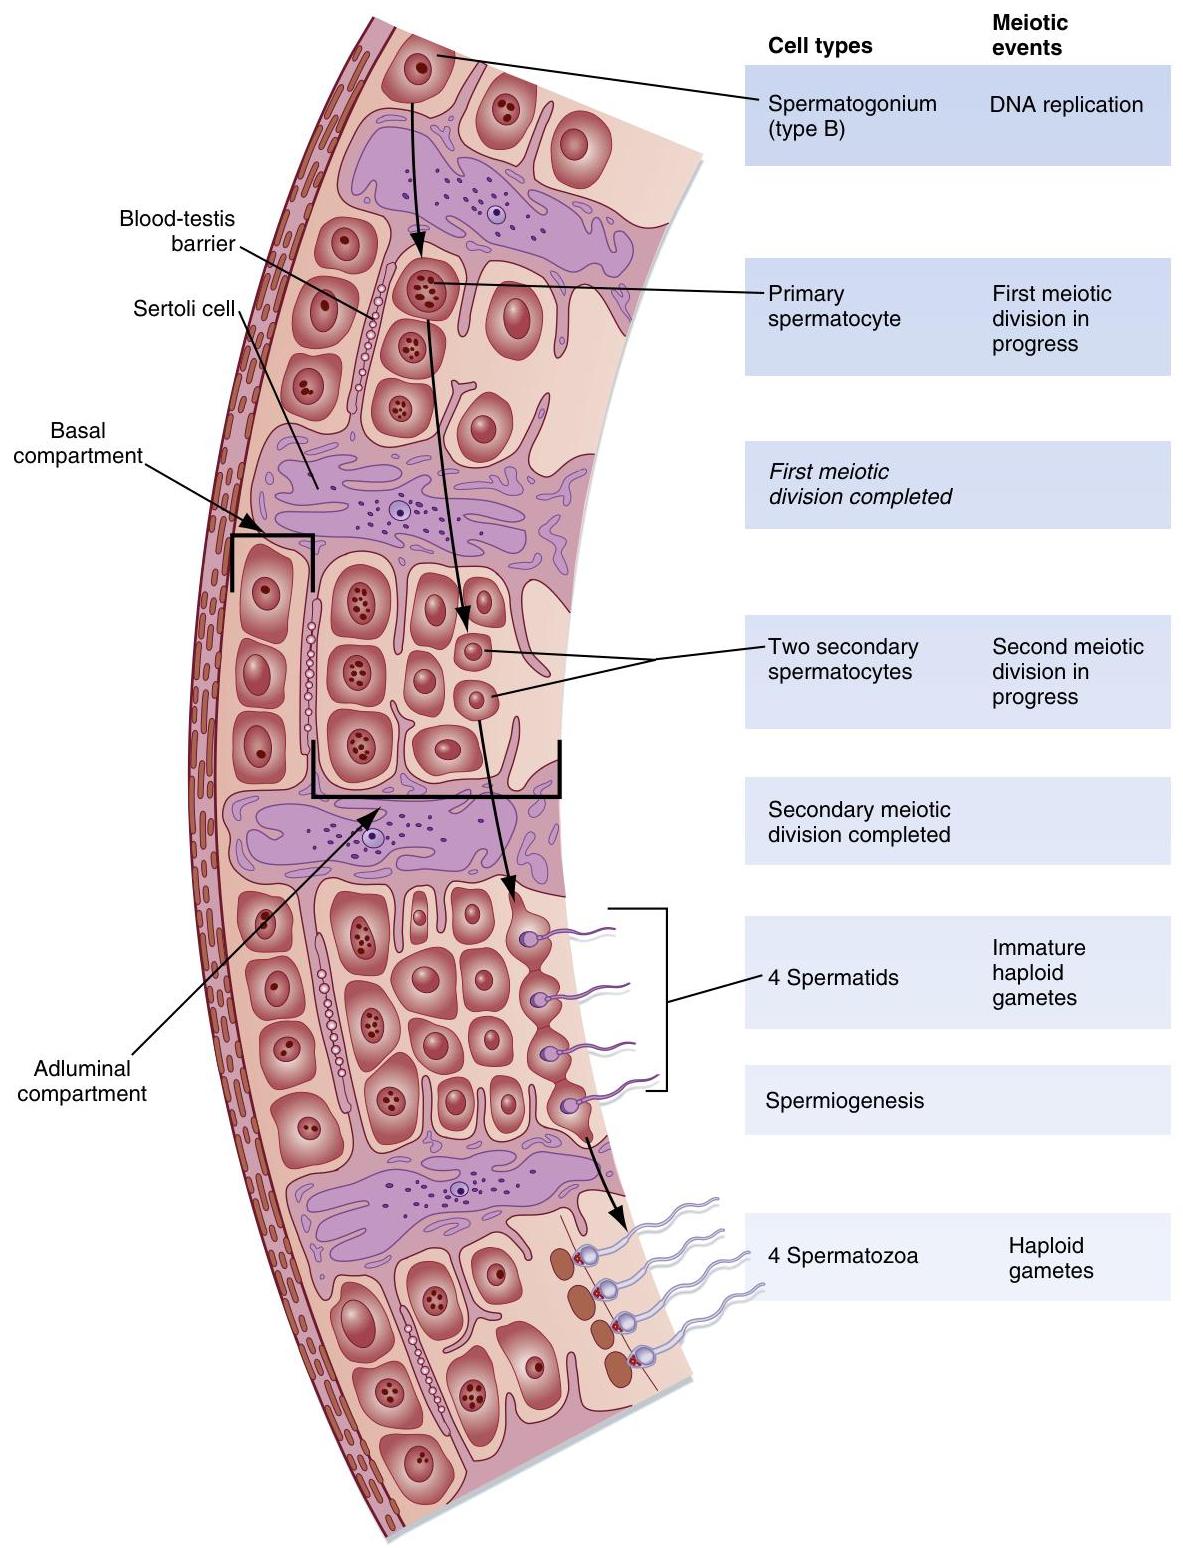 Cell types
Meiotic
events
Spermatogonium
(type B)
DNA replication
Blood-testis
barrier
Sertoli cell
Primary
spermatocyte
First meiotic
division in
progress
Basal
compartment
First meiotic
division completed
Two secondary
spermatocytes
Second meiotic
division in
progress
Secondary meiotic
division completed
4 Spermatids
Immature
haploid
gametes
Adluminal
compartment
Spermiogenesis
4 Spermatozoa
Haploid
gametes